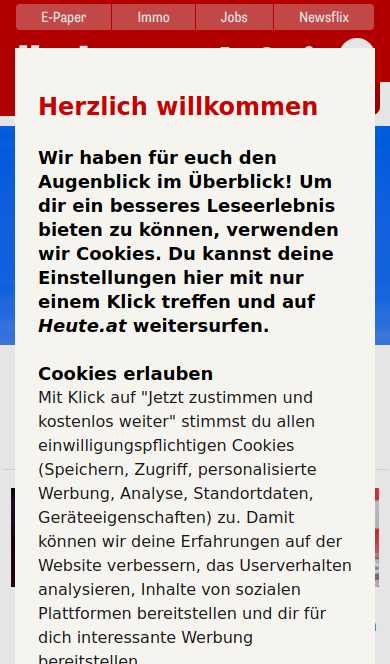 E-Paper
Immo
Jobs
Newsflix
Herzlich willkommen
Wir haben für euch den
Augenblick im Überblick! Um
dir ein besseres Leseerlebnis
bieten zu können, verwenden
wir Cookies. Du kannst deine
Einstellungen hier mit nur
einem Klick treffen und auf
Heute.at weitersurfen.
Cookies erlauben
Mit Klick auf "Jetzt zustimmen und
kostenlos weiter" stimmst du allen
einwilligungspflichtigen Cookies
(Speichern, Zugriff, personalisierte
Werbung, Analyse, Standortdaten,
Geräteeigenschaften) zu. Damit
können wir deine Erfahrungen auf der
Website verbessern, das Userverhalten
analysieren, Inhalte von sozialen
Plattformen bereitstellen und dir für
dich interessante Werbung
bereitstellen